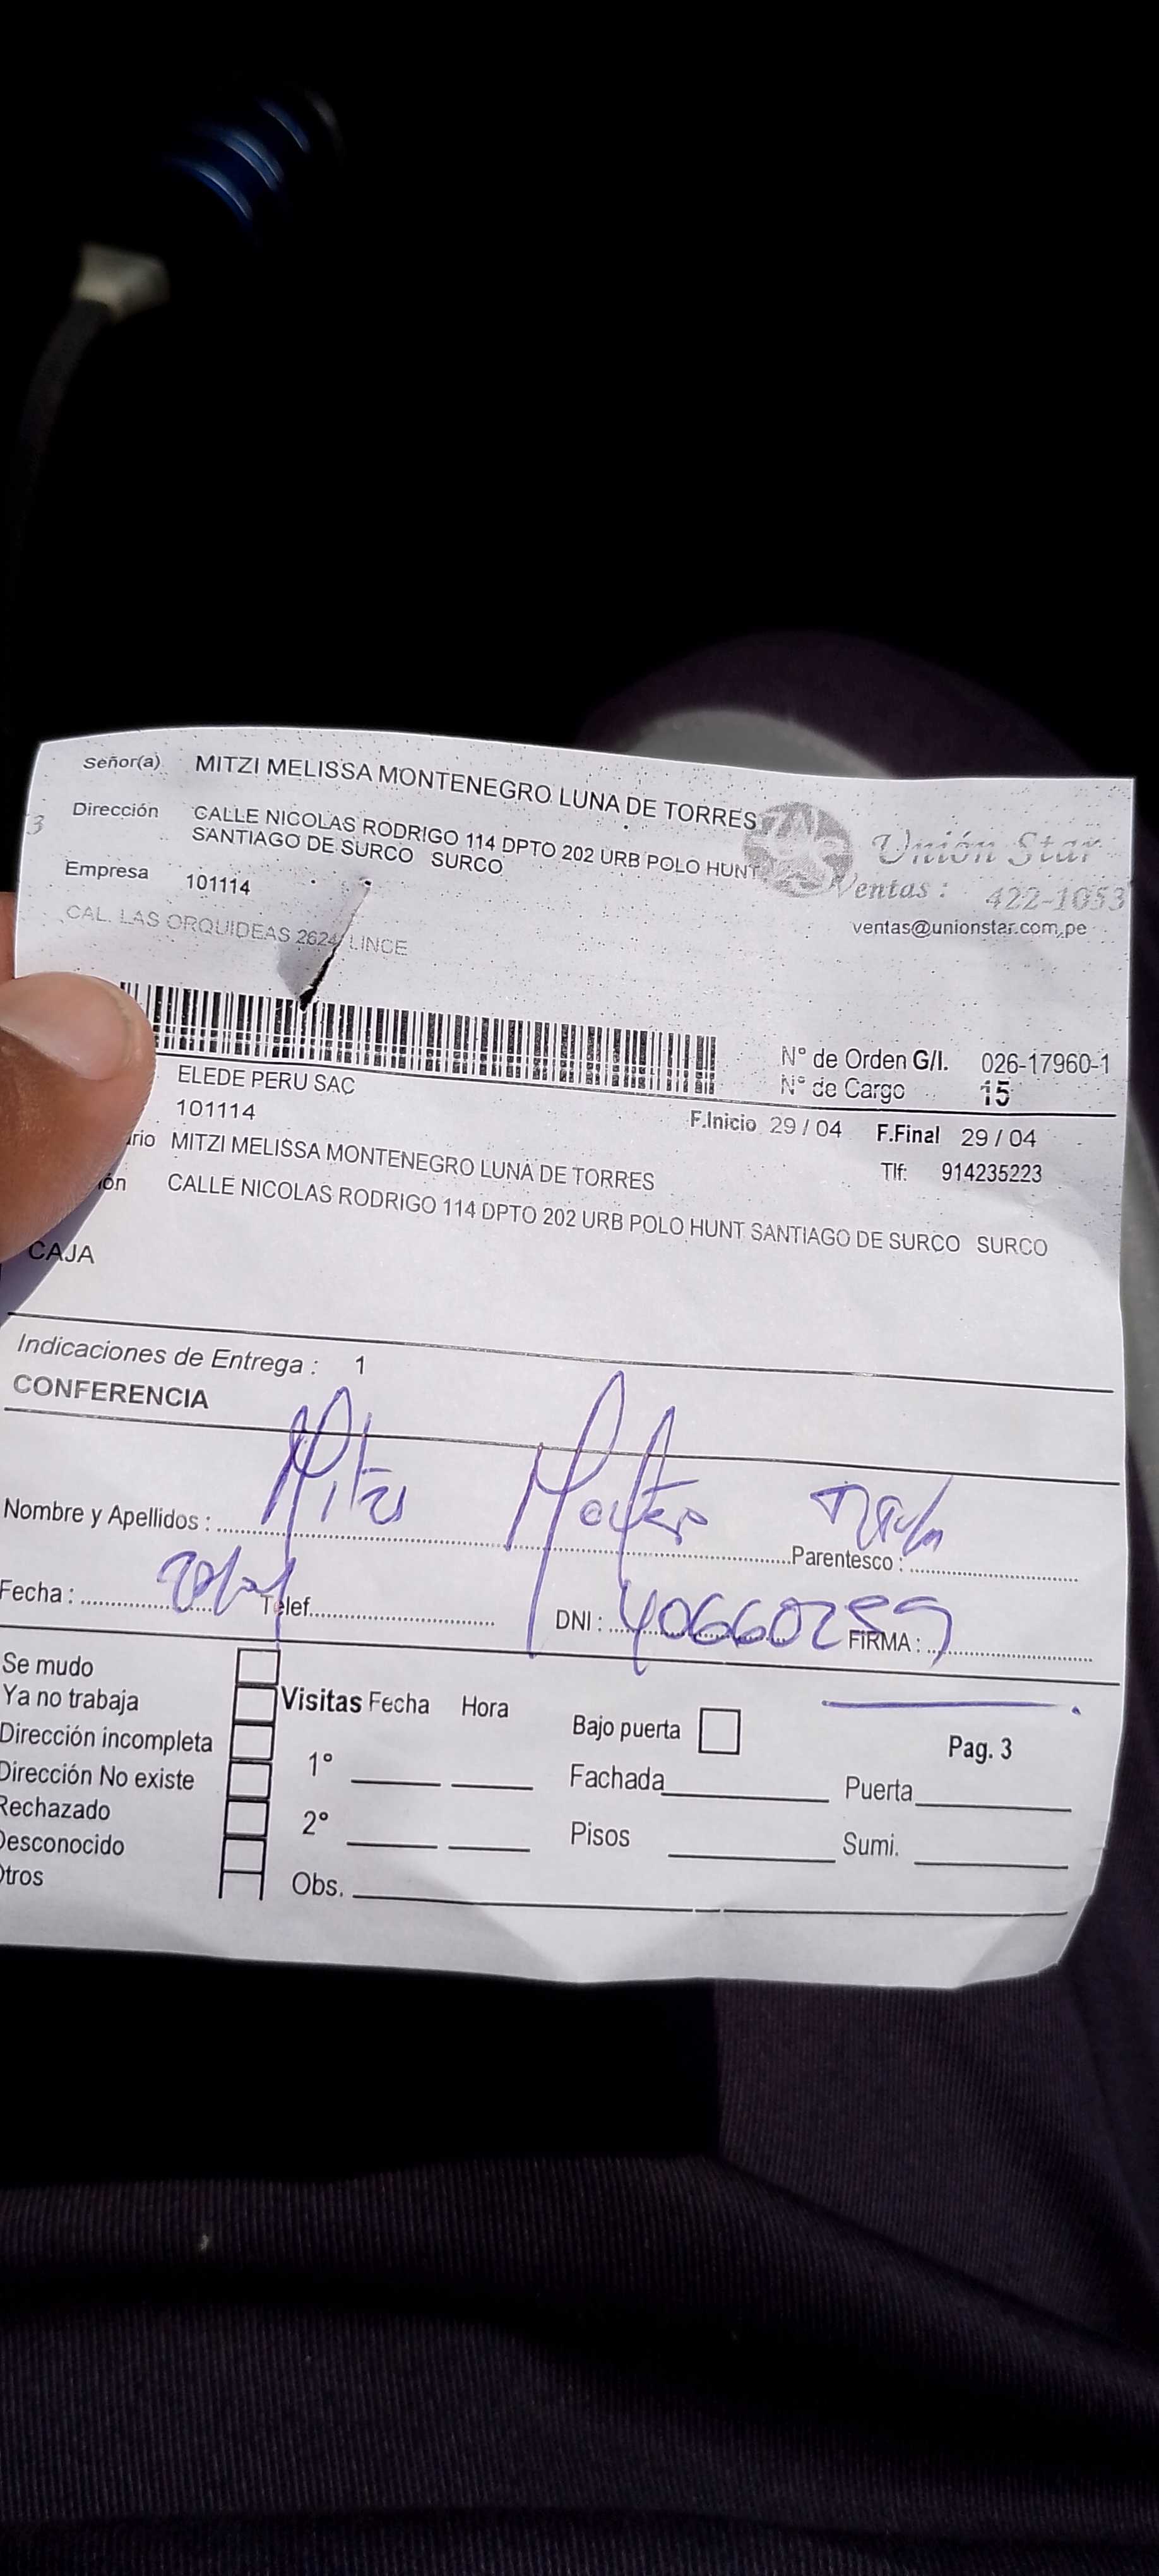 Señor(a) MITZI MELISSA MONTENEGRO LUNA DE TORRES
Dirección CALLE NICOLAS RODRIGO 114 DPTO 202 URB POLO HUNT
SANTIAGO DE SURCO SURCO
3
Unión Star
Empresa 101114
Ventas : 422-1053
CAL. LAS ORQUIDEAS 2624 LINCE
ventas@unionstar.com.pe
N° de Orden G/I. 026-17960-1
N° de Cargo 15
ELEDE PERU SAC
101114
F.Inicio 29 / 04 F.Final 29 / 04
rio MITZI MELISSA MONTENEGRO LUNA DE TORRES
Tlf: 914235223
ión CALLE NICOLAS RODRIGO 114 DPTO 202 URB POLO HUNT SANTIAGO DE SURCO SURCO
CAJA
Indicaciones de Entrega : 1
CONFERENCIA
Nombre y Apellidos : Mitzi Parentesco :
Fecha : Telef. DNI : 40660259 FIRMA :
Se mudo
Ya no trabaja
Dirección incompleta
Dirección No existe
Rechazado
Desconocido
Otros
Visitas Fecha Hora
1°
2°
Obs.
Bajo puerta
Fachada
Pisos
Pag. 3
Puerta
Sumi.